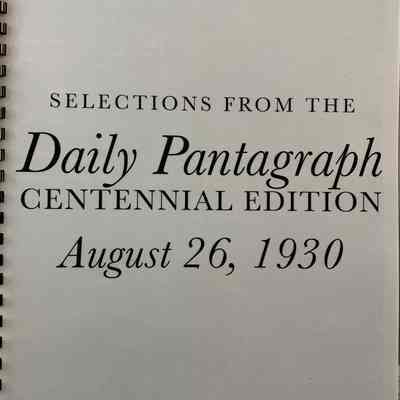 SELECTIONS FROM THE
Daily Pantagraph
CENTENNIAL EDITION
August 26, 1930